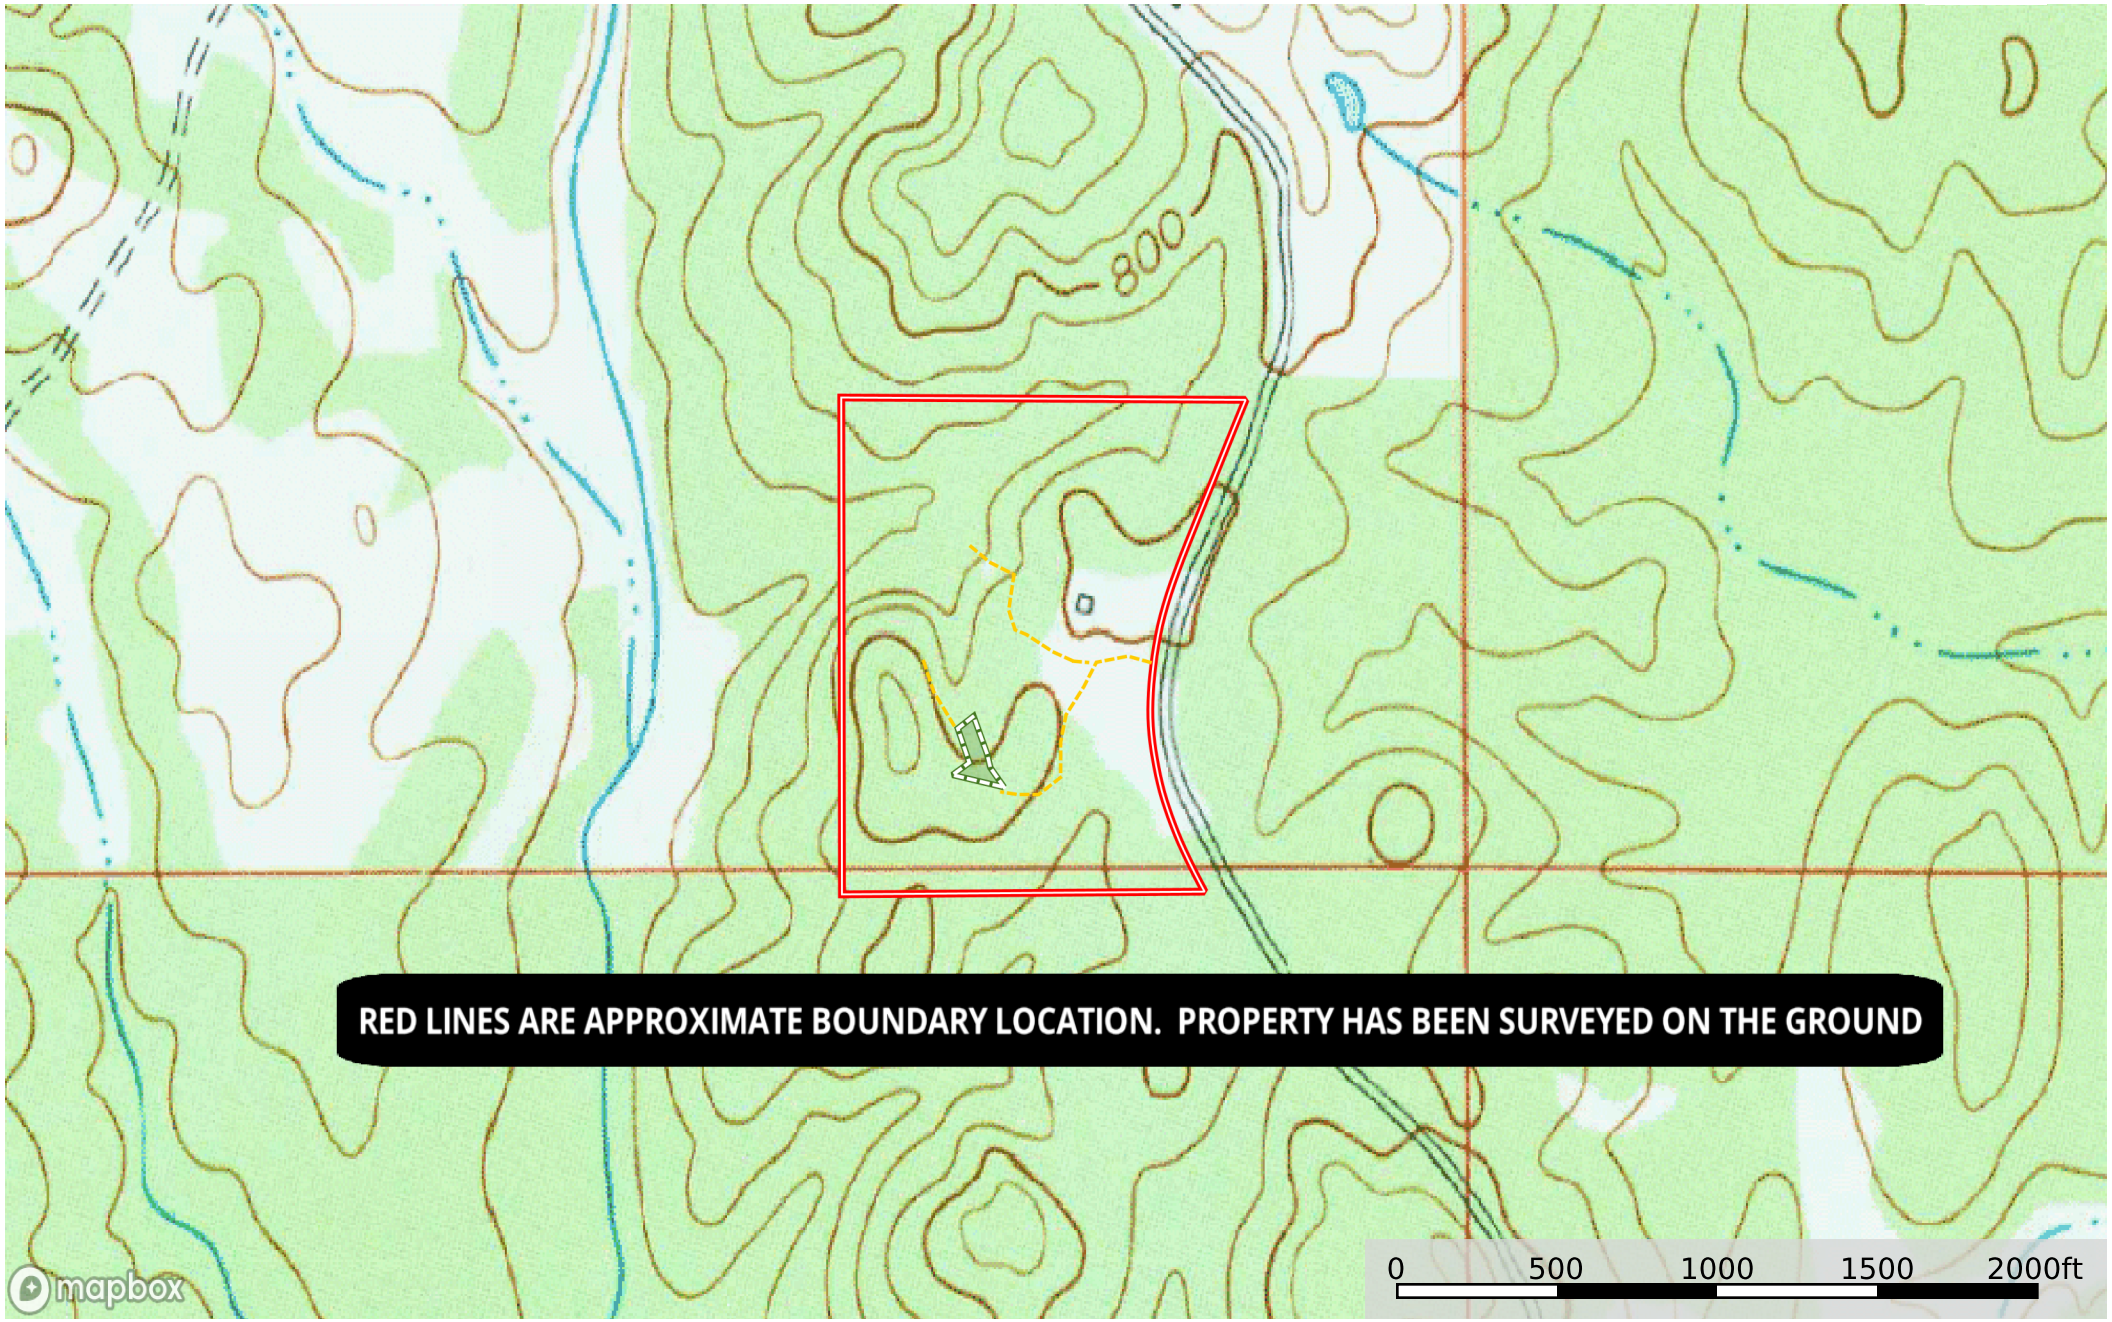 800
RED LINES ARE APPROXIMATE BOUNDARY LOCATION.  PROPERTY HAS BEEN SURVEYED ON THE GROUND
0 500 1000 1500 2000ft
mapbox